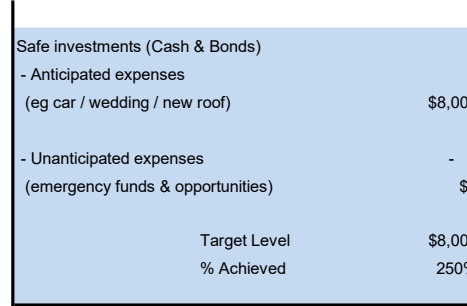 Safe investments (Cash & Bonds)
- Anticipated expenses
(eg car / wedding / new roof) $8,00
- Unanticipated expenses -
(emergency funds & opportunities) $
Target Level $8,00
% Achieved 250%